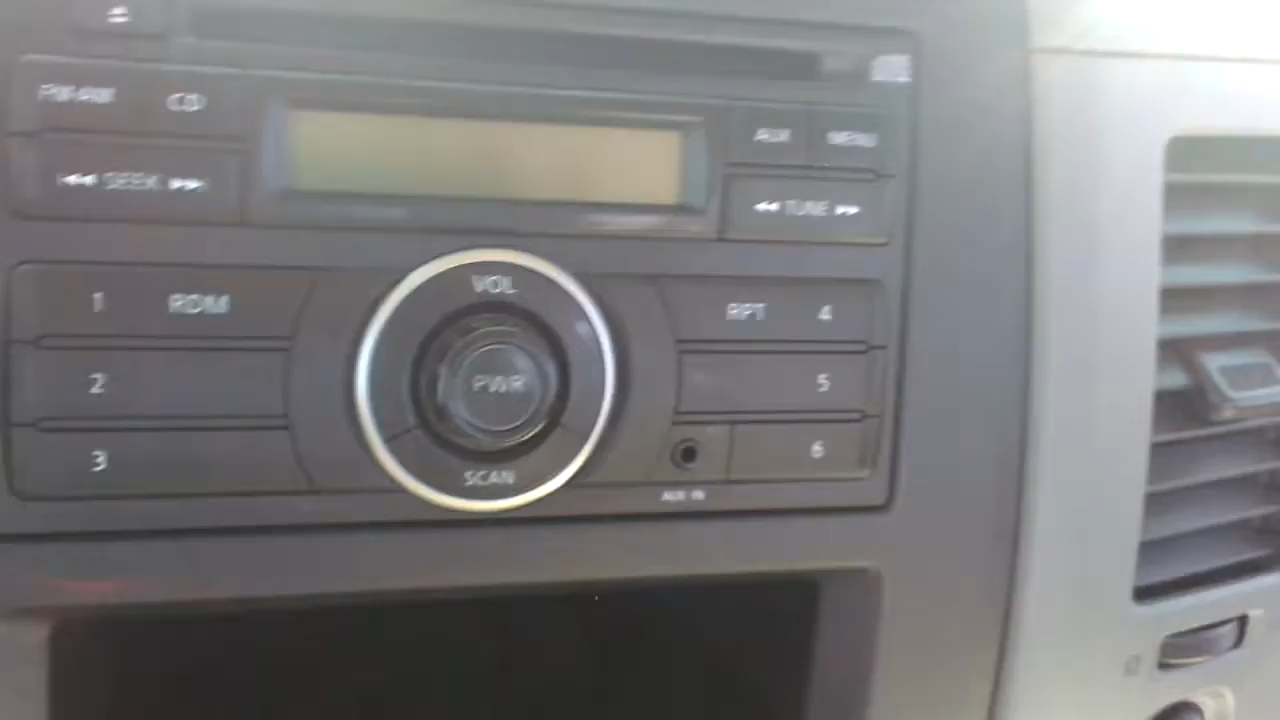 FM·AM CD
AUX MENU
SEEK
TUNE
VOL
1 RDM
RPT 4
2
PWR
5
3
SCAN
6
AUX IN